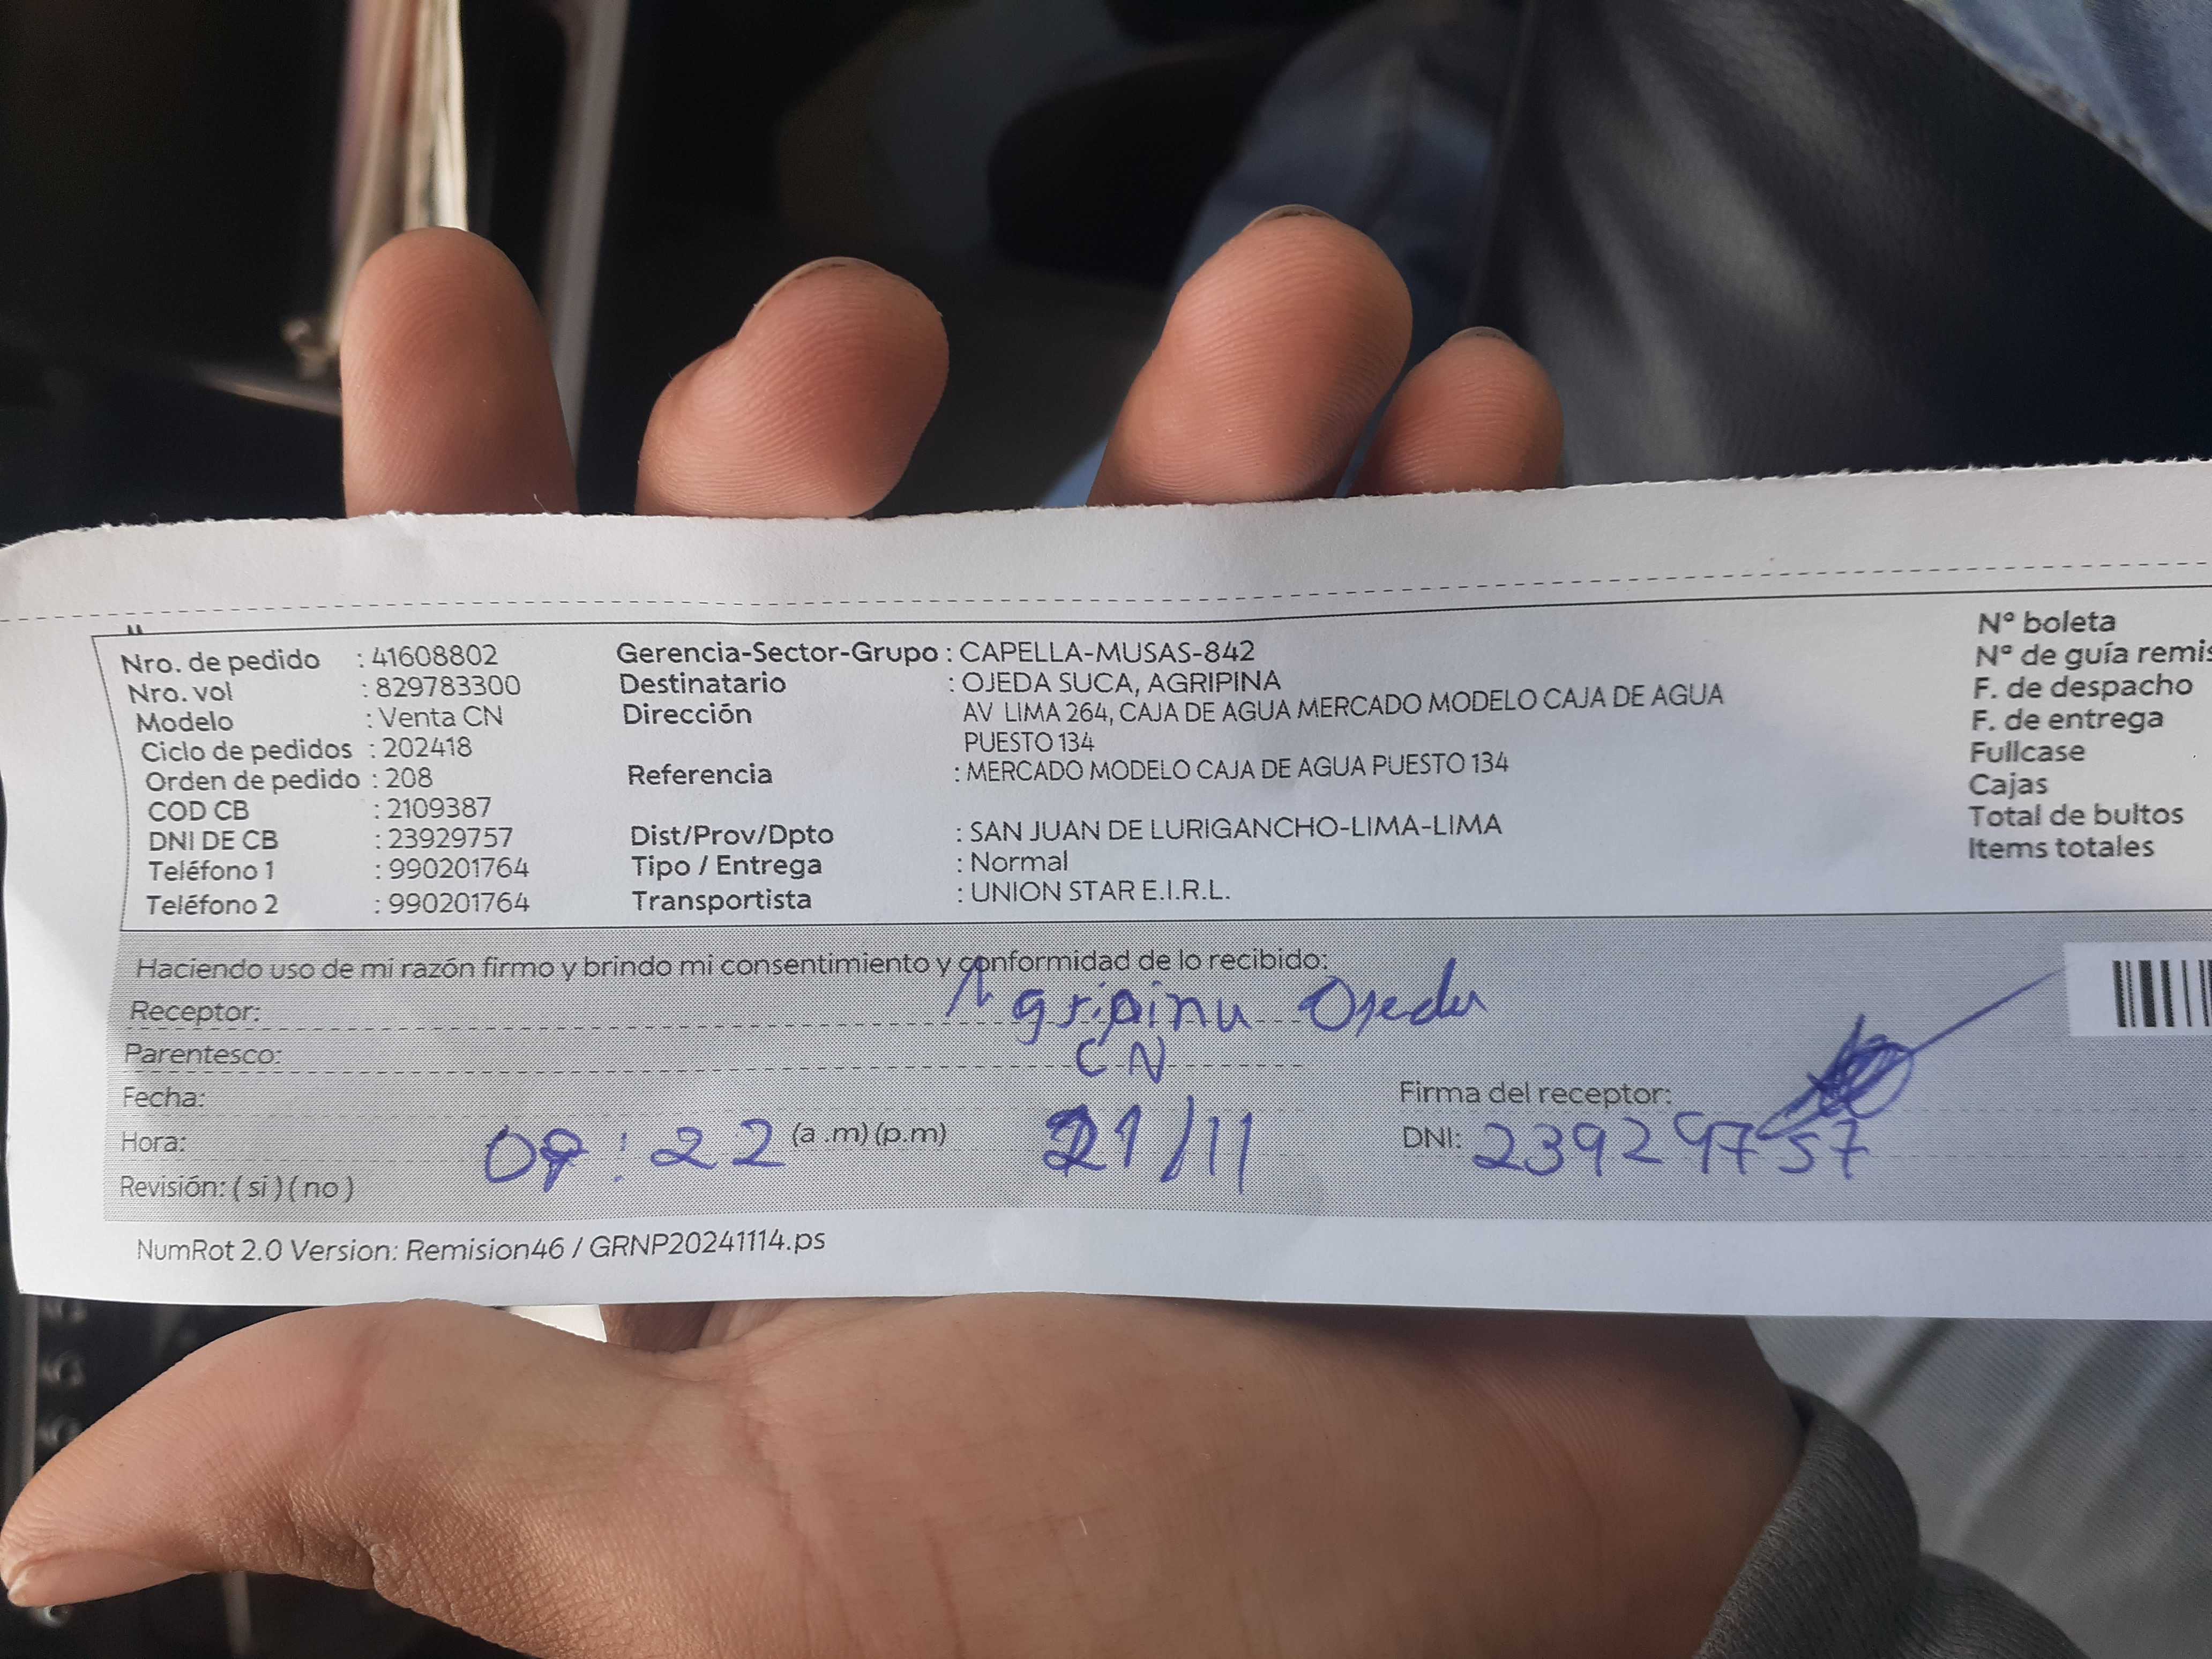 Nro. de pedido : 41608802
Nro. vol : 829783300
Modelo : Venta CN
Ciclo de pedidos : 202418
Orden de pedido : 208
COD CB : 2109387
DNI DE CB : 23929757
Teléfono 1 : 990201764
Teléfono 2 : 990201764
Gerencia-Sector-Grupo : CAPELLA-MUSAS-842
Destinatario : OJEDA SUCA, AGRIPINA
Dirección AV LIMA 264, CAJA DE AGUA MERCADO MODELO CAJA DE AGUA
PUESTO 134
Referencia : MERCADO MODELO CAJA DE AGUA PUESTO 134
Dist/Prov/Dpto : SAN JUAN DE LURIGANCHO-LIMA-LIMA
Tipo / Entrega : Normal
Transportista : UNION STAR E.I.R.L.
N° boleta
N° de guía remis
F. de despacho
F. de entrega
Fullcase
Cajas
Total de bultos
Items totales
Haciendo uso de mi razón firmo y brindo mi consentimiento y conformidad de lo recibido:
Receptor: Agripina Ojeda
Parentesco: CN
Fecha: 21/11
Firma del receptor:
Hora: : 22 (a .m) (p.m)
DNI: 23929757
Revisión: ( si ) ( no )
NumRot 2.0 Version: Remision46 / GRNP20241114.ps